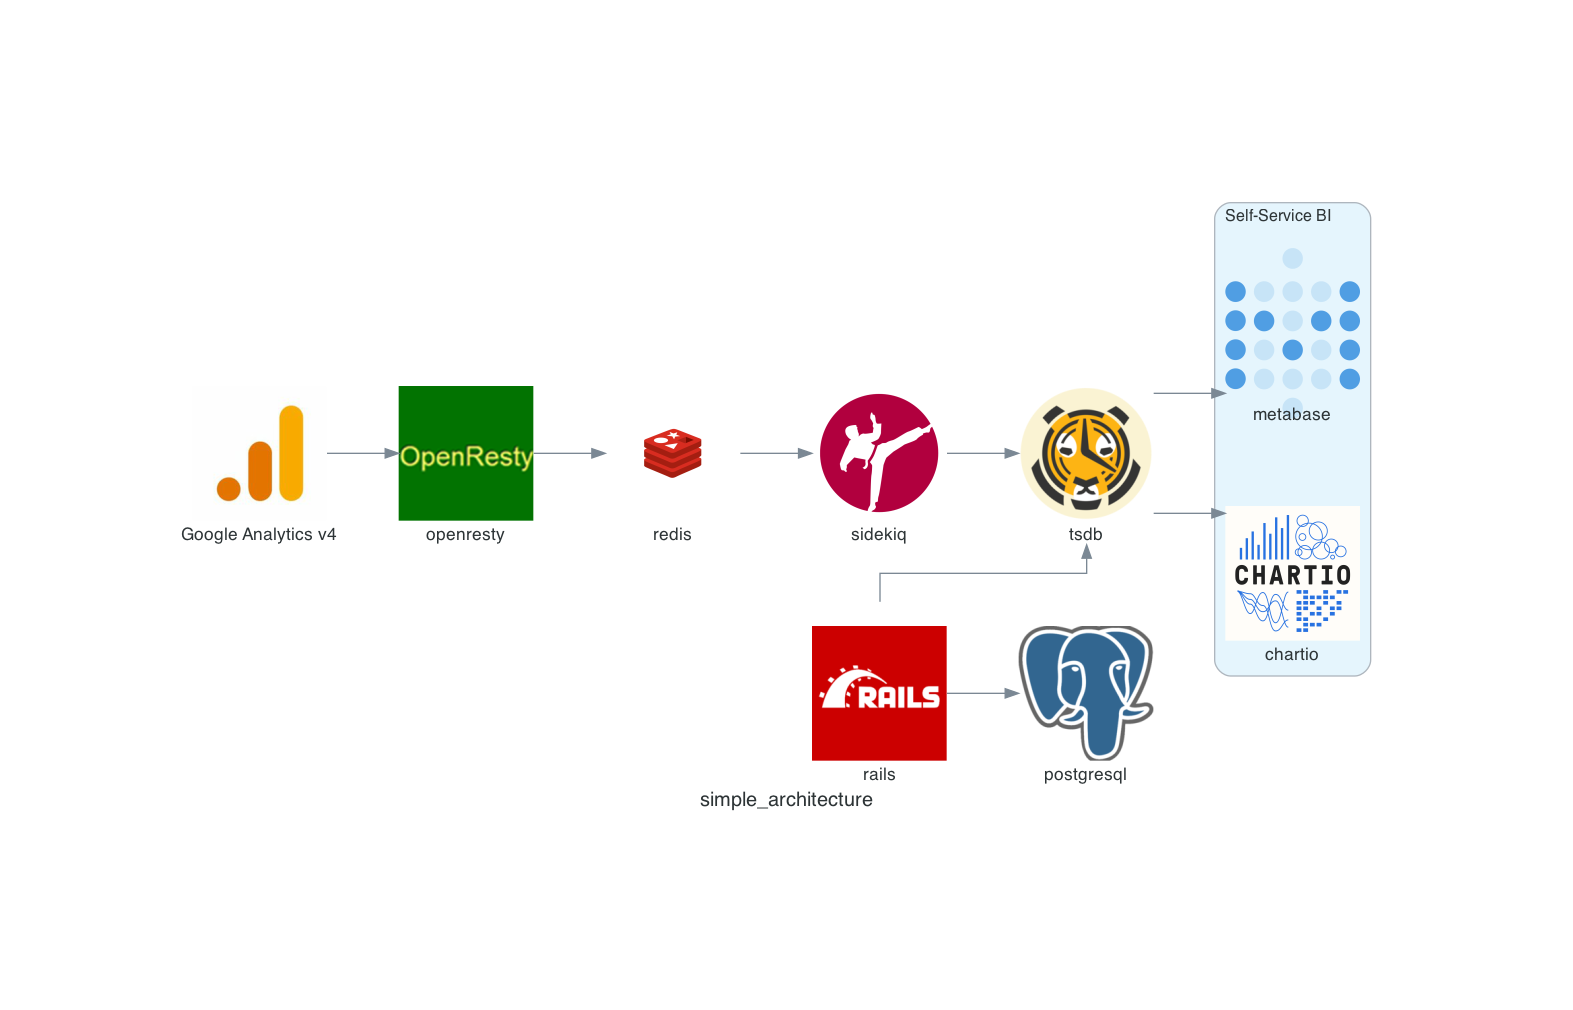 Self-Service BI
metabase
OpenResty
Google Analytics v4
openresty
redis
sidekiq
tsdb
CHARTIO
chartio
RAILS
rails
postgresql
simple_architecture